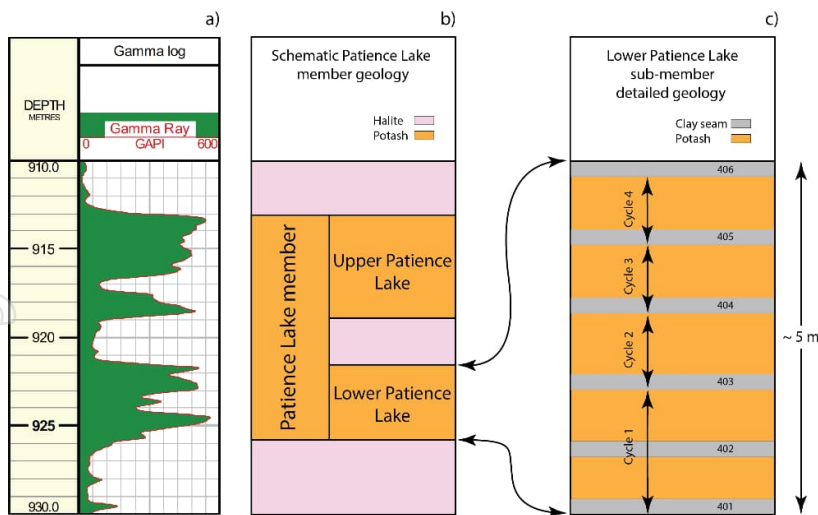 a)
Gamma log
DEPTH
METRES
Gamma Ray
0 GAPI 600
910.0
915
920
925
930.0
b)
Schematic Patience Lake
member geology
Halite
Potash
Patience Lake member
Upper Patience
Lake
Lower Patience
Lake
c)
Lower Patience Lake
sub-member
detailed geology
Clay seam
Potash
406
Cycle 4
405
Cycle 3
404
Cycle 2
403
Cycle 1
402
401
~ 5 m